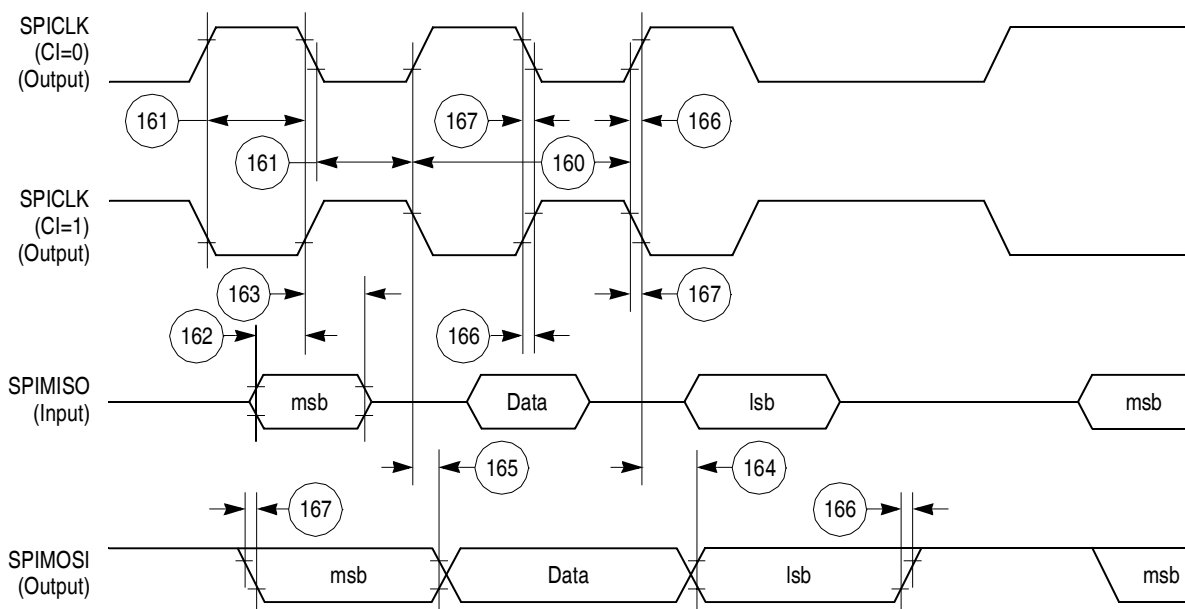 SPICLK
(CI=0)
(Output)
161
167
166
161
160
SPICLK
(CI=1)
(Output)
163
167
162
166
SPIMISO
(Input)
msb
Data
lsb
msb
165
164
167
166
SPIMOSI
(Output)
msb
Data
lsb
msb